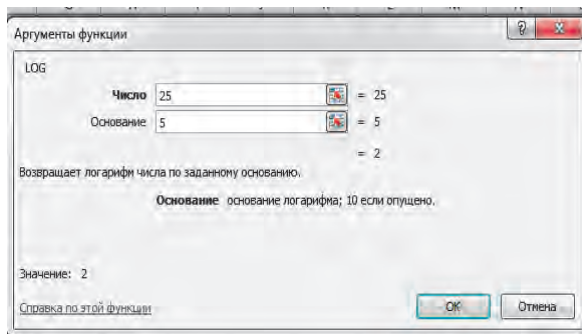 Аргументы функции
LOG
Число 25 = 25
Основание 5 = 5
= 2
Возвращает логарифм числа по заданному основанию.
Основание основание логарифма; 10 если опущено.
Значение: 2
Справка по этой функции
ОК Отмена